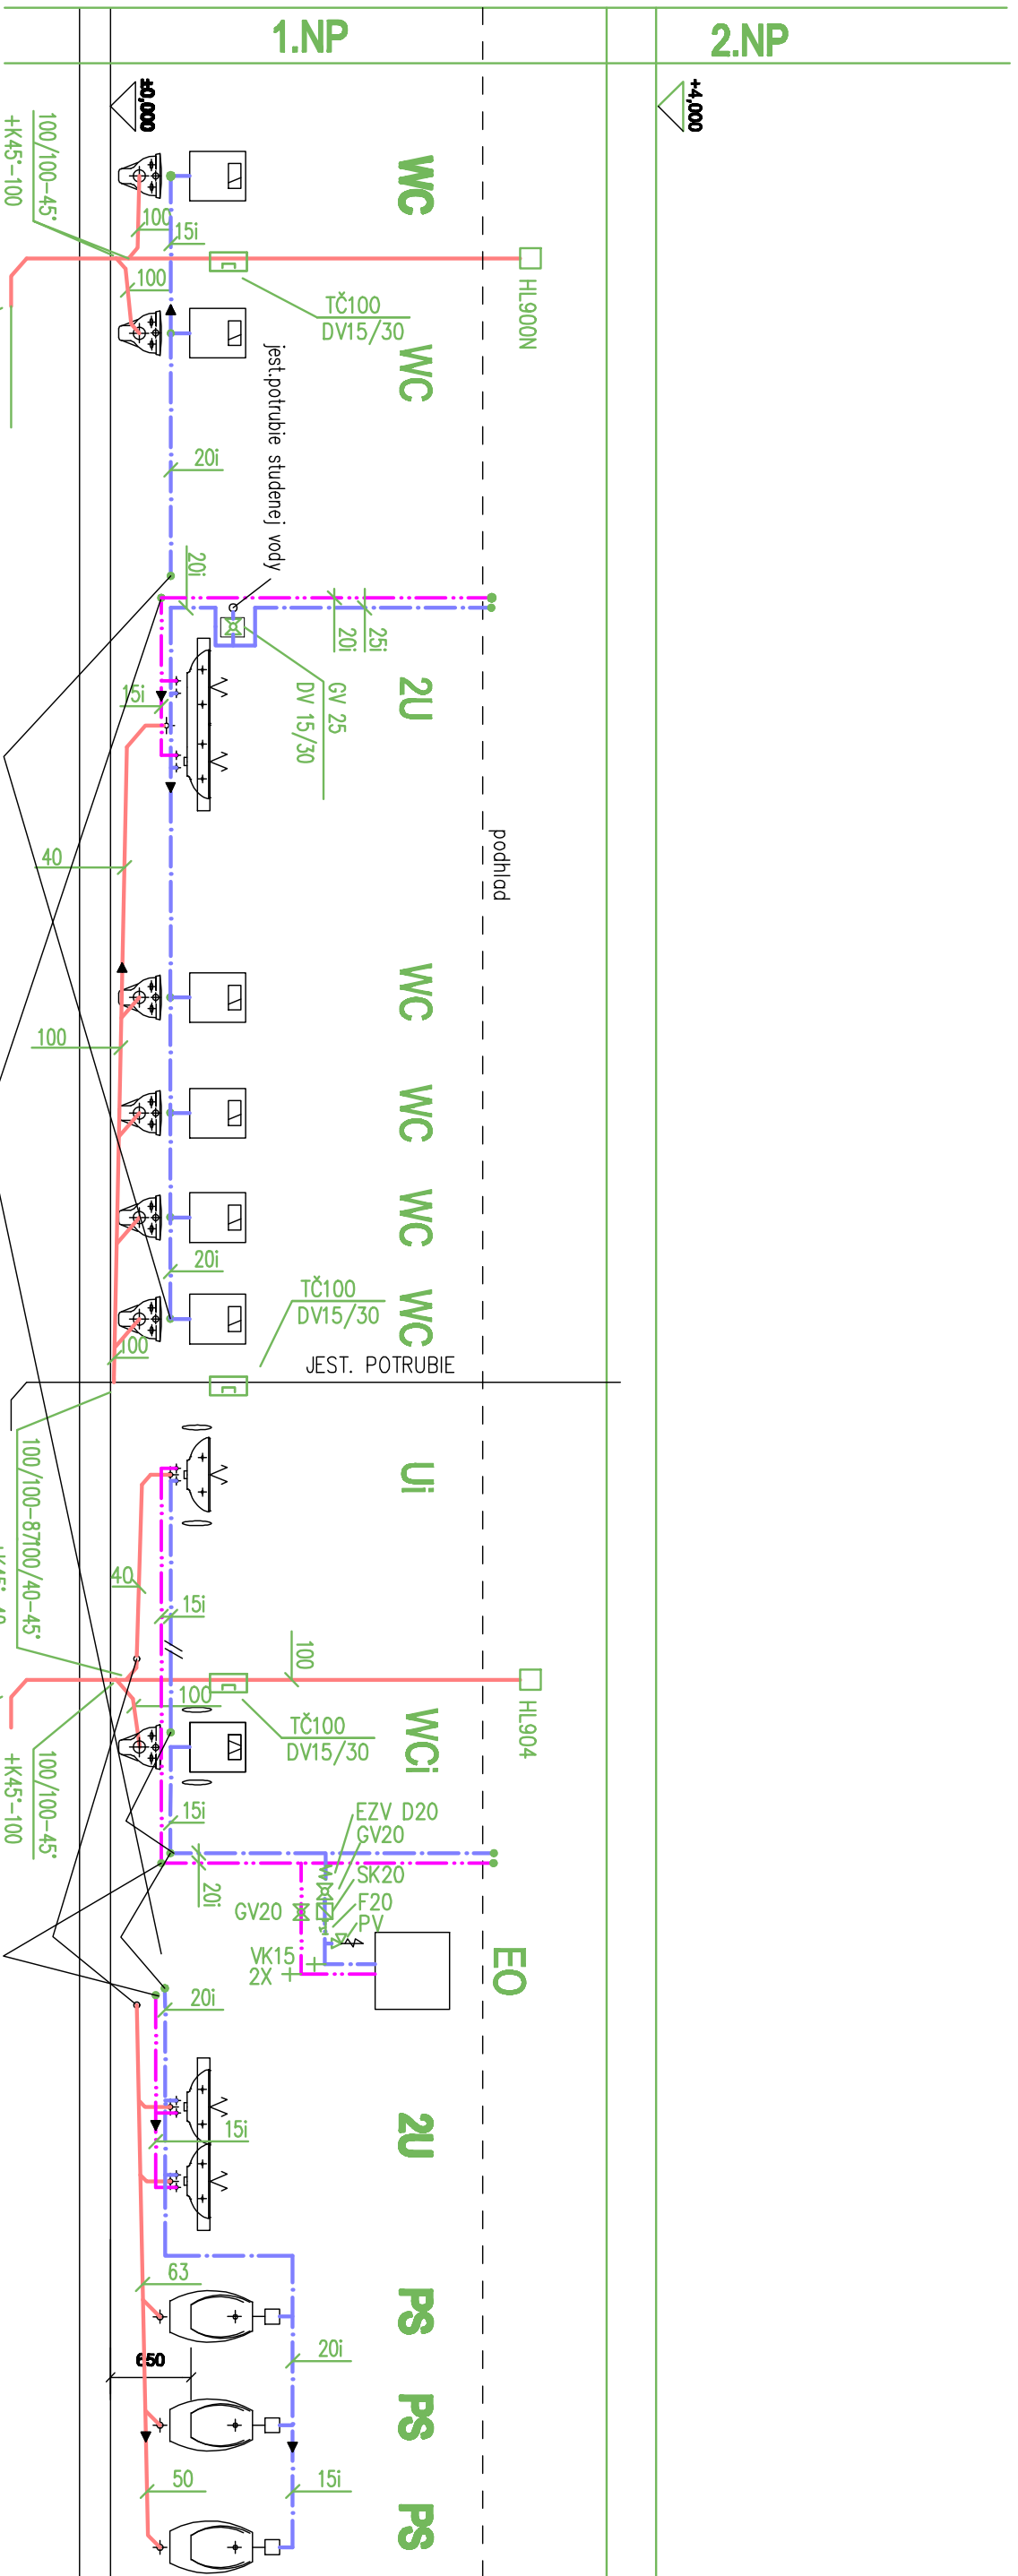 1.NP
2.NP
±0,000
+4,000
WC
100/100-45°
+K45°-100
100
15i
100
HL900N
TČ100
DV15/30
WC
jest.potrubie studenej vody
20i
20i
25i
20i
2U
GV 25
DV 15/30
15i
podhlad
40
WC
100
WC
WC
20i
WC
TČ100
DV15/30
100
JEST. POTRUBIE
Ui
100/100-87100/40-45°
40
15i
100
HL904
100
WCi
TČ100
DV15/30
100/100-45°
+K45°-100
15i
EZV D20
GV20
SK20
F20
PV
20i
GV20
VK15
2X
EO
20i
2U
15i
63
PS
650
20i
PS
50
15i
PS